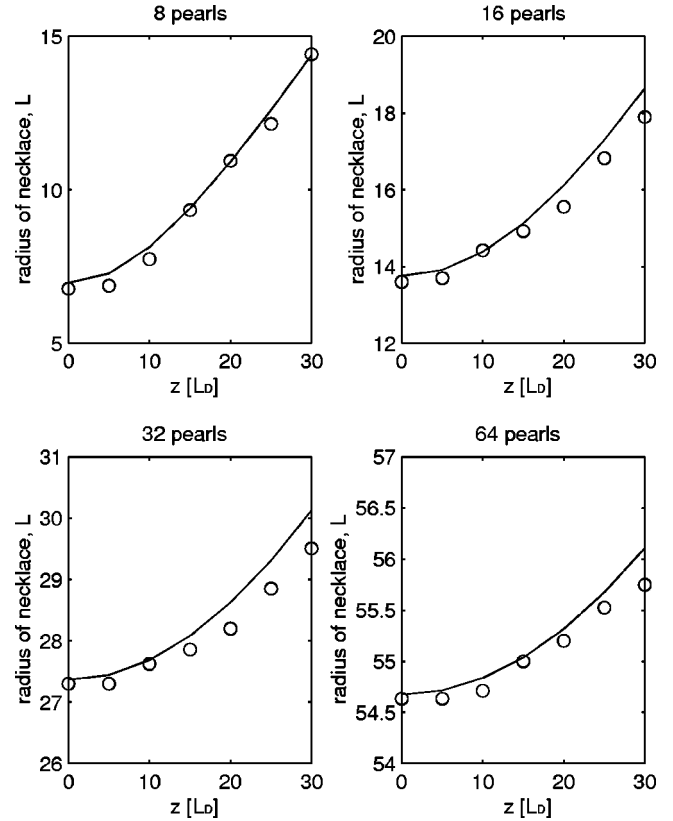 8 pearls
15
10
5
radius of necklace, L
0 10 20 30
z [LD]
16 pearls
20
18
16
14
12
radius of necklace, L
0 10 20 30
z [LD]
32 pearls
31
30
29
28
27
26
radius of necklace, L
0 10 20 30
z [LD]
64 pearls
57
56.5
56
55.5
55
54.5
54
radius of necklace, L
0 10 20 30
z [LD]